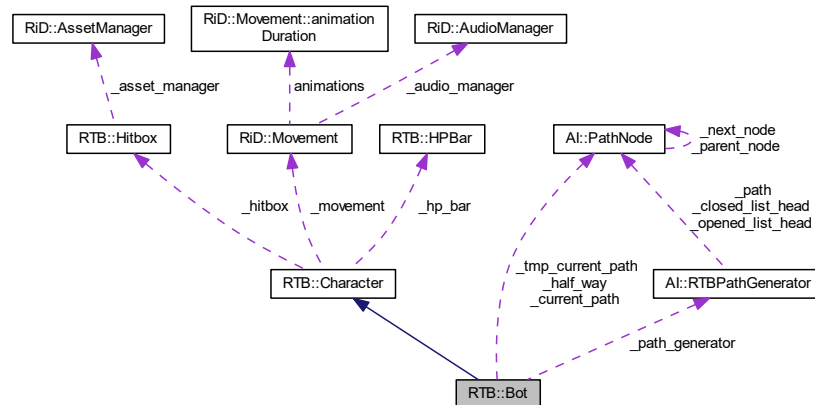 RiD::AssetManager
RiD::Movement::animation
Duration
RiD::AudioManager
_asset_manager
animations
_audio_manager
RTB::Hitbox
RiD::Movement
RTB::HPBar
AI::PathNode
_next_node
_parent_node
_hitbox
_movement
_hp_bar
_path
_closed_list_head
_opened_list_head
_tmp_current_path
_half_way
_current_path
RTB::Character
AI::RTBPathGenerator
_path_generator
RTB::Bot